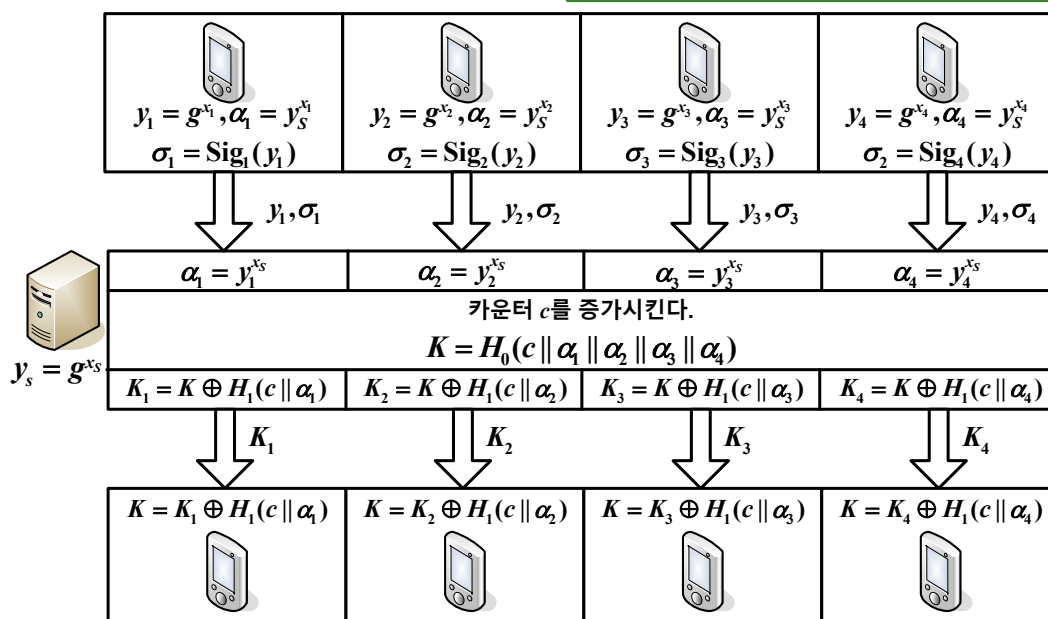 y₁ = g^{x₁}, α₁ = y_S^{x₁}
σ₁ = Sig₁(y₁)
y₂ = g^{x₂}, α₂ = y_S^{x₂}
σ₂ = Sig₂(y₂)
y₃ = g^{x₃}, α₃ = y_S^{x₃}
σ₃ = Sig₃(y₃)
y₄ = g^{x₄}, α₄ = y_S^{x₄}
σ₂ = Sig₄(y₄)
y₁, σ₁
y₂, σ₂
y₃, σ₃
y₄, σ₄
α₁ = y₁^{x_S}
α₂ = y₂^{x_S}
α₃ = y₃^{x_S}
α₄ = y₄^{x_S}
카운터 c를 증가시킨다.
K = H₀(c || α₁ || α₂ || α₃ || α₄)
y_s = g^{x_S}
K₁ = K ⊕ H₁(c || α₁)
K₂ = K ⊕ H₁(c || α₂)
K₃ = K ⊕ H₁(c || α₃)
K₄ = K ⊕ H₁(c || α₄)
K₁
K₂
K₃
K₄
K = K₁ ⊕ H₁(c || α₁)
K = K₂ ⊕ H₁(c || α₂)
K = K₃ ⊕ H₁(c || α₃)
K = K₄ ⊕ H₁(c || α₄)